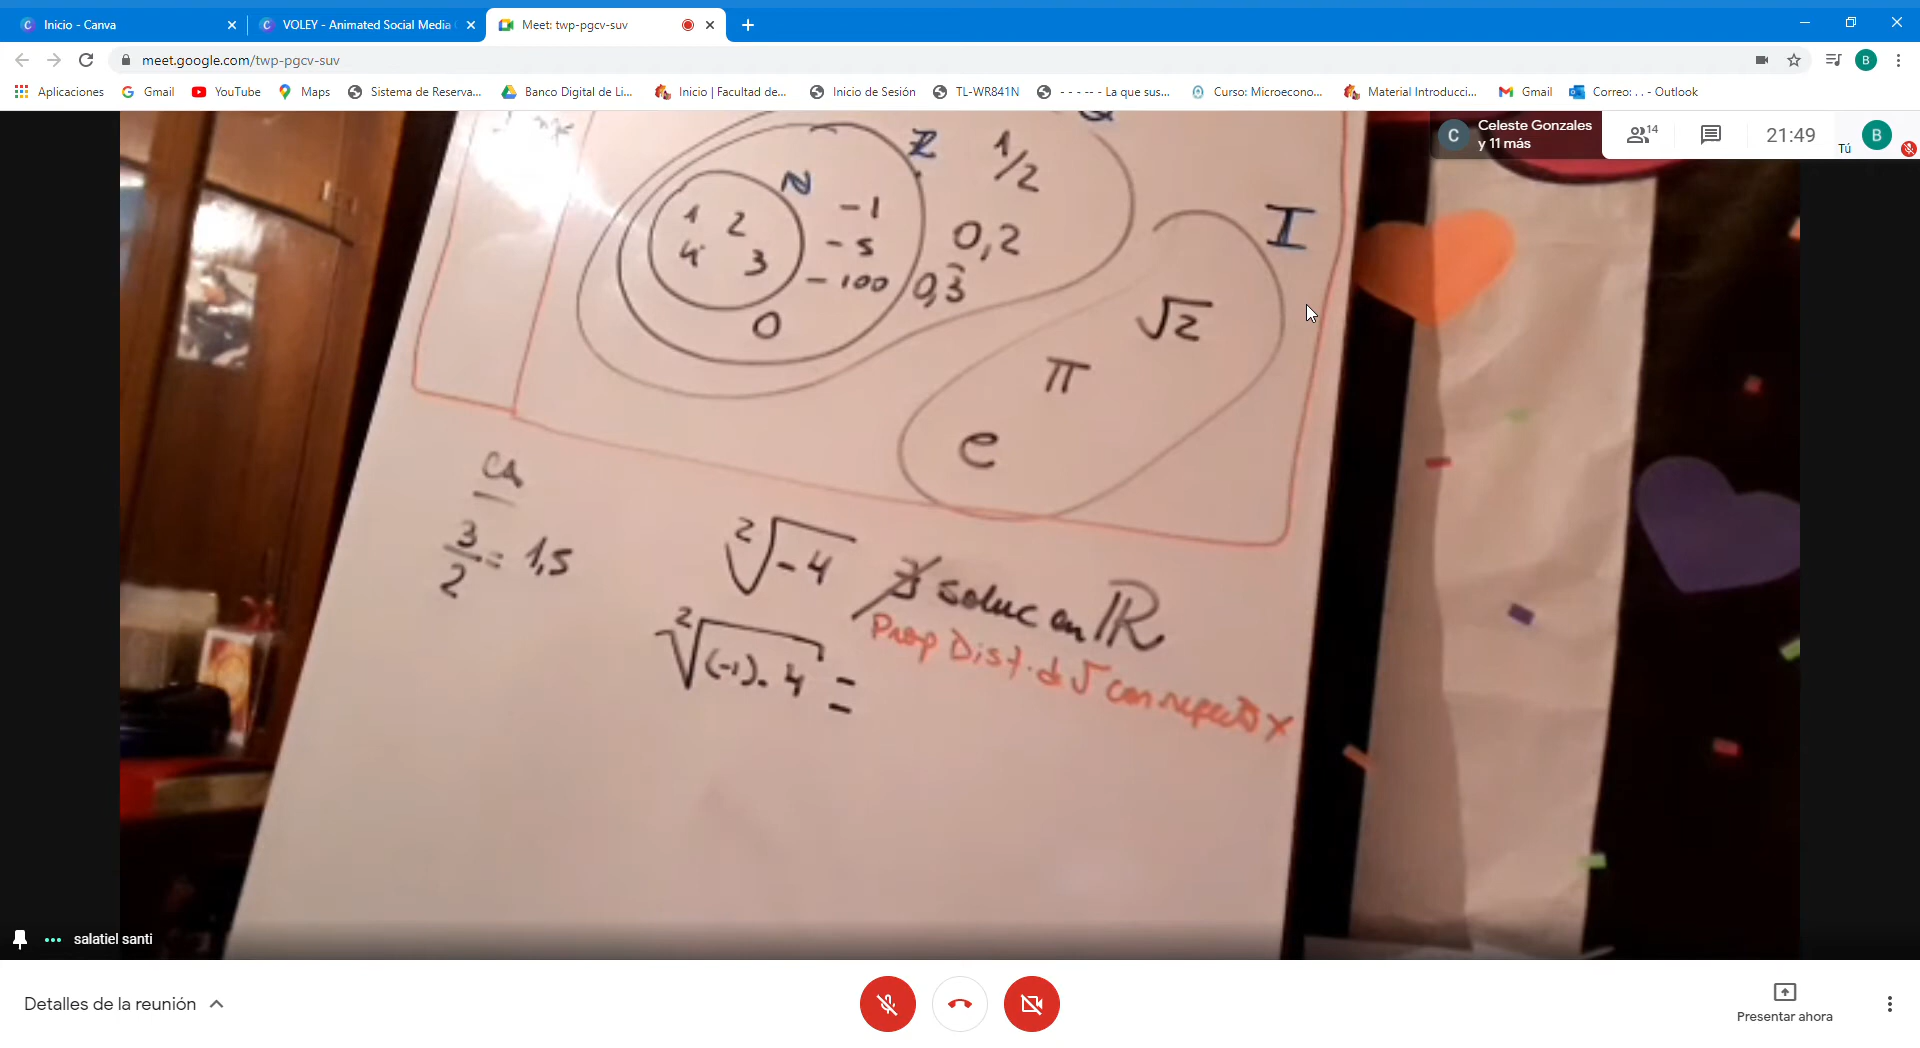 Inicio - Canva
VOLEY - Animated Social Media
Meet: twp-pgcv-suv
meet.google.com/twp-pgcv-suv
B
Aplicaciones
Gmail
YouTube
Maps
Sistema de Reserva...
Banco Digital de Li...
Inicio | Facultad de...
Inicio de Sesión
TL-WR841N
- - - -- - La que sus...
Curso: Microecono...
Material Introducci...
Gmail
Correo: . . - Outlook
C
Celeste Gonzales
y 11 más
14
21:49
Tú
B
Z
1/2
N
I
1 2
4 3
-1
-5
-100
0
0,2
0,3̂
√2
π
e
CA
3/2 = 1,5
²√-4 ∄ soluc en ℝ
Prop Dist. d √ con respecto x
²√(-1).4 =
salatiel santi
Detalles de la reunión
Presentar ahora